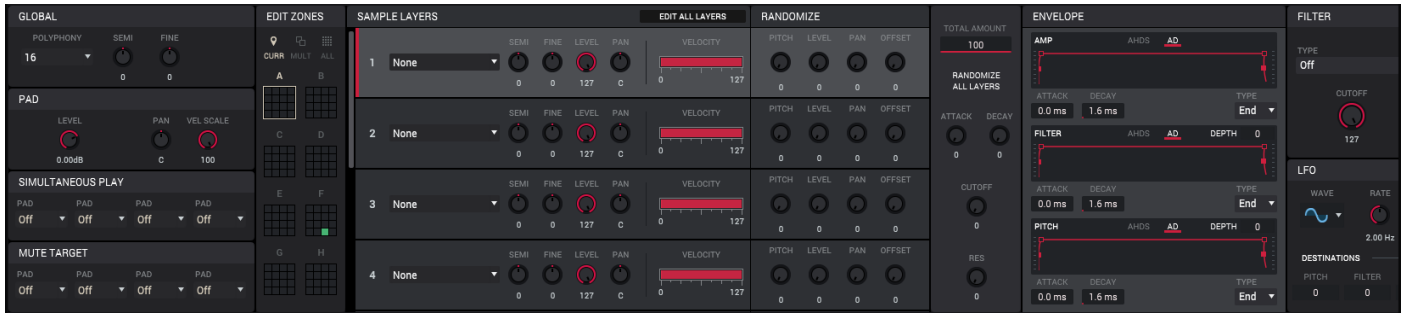 GLOBAL
POLYPHONY SEMI FINE
16
0 0
PAD
LEVEL PAN VEL SCALE
0.00dB C 100
SIMULTANEOUS PLAY
PAD PAD PAD PAD
Off Off Off Off
MUTE TARGET
PAD PAD PAD PAD
Off Off Off Off
EDIT ZONES
CURR MULT ALL
A B
C D
E F
G H
SAMPLE LAYERS EDIT ALL LAYERS
SEMI FINE LEVEL PAN VELOCITY
1 None
0 0 127 C 0 127
SEMI FINE LEVEL PAN VELOCITY
2 None
0 0 127 C 0 127
SEMI FINE LEVEL PAN VELOCITY
3 None
0 0 127 C 0 127
SEMI FINE LEVEL PAN VELOCITY
4 None
0 0 127 C 0 127
RANDOMIZE
PITCH LEVEL PAN OFFSET
0 0 0 0
PITCH LEVEL PAN OFFSET
0 0 0 0
PITCH LEVEL PAN OFFSET
0 0 0 0
PITCH LEVEL PAN OFFSET
0 0 0 0
TOTAL AMOUNT
100
RANDOMIZE
ALL LAYERS
ATTACK DECAY
0 0
CUTOFF
0
RES
0
ENVELOPE
AMP AHDS AD
ATTACK DECAY TYPE
0.0 ms 1.6 ms End
FILTER AHDS AD DEPTH 0
ATTACK DECAY TYPE
0.0 ms 1.6 ms End
PITCH AHDS AD DEPTH 0
ATTACK DECAY TYPE
0.0 ms 1.6 ms End
FILTER
TYPE
Off
CUTOFF
127
LFO
WAVE RATE
2.00 Hz
DESTINATIONS
PITCH FILTER
0 0